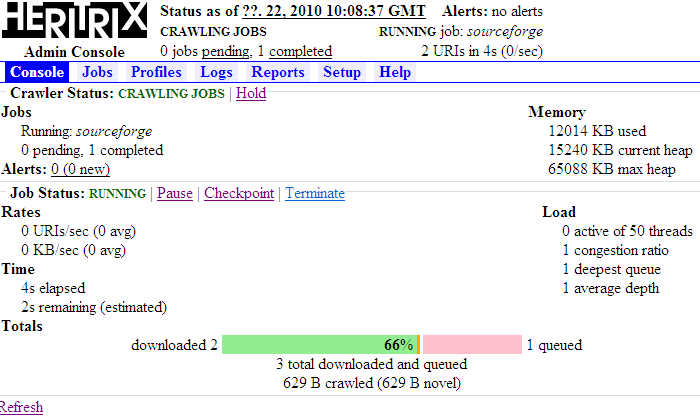 HERITRIX
Status as of ??. 22, 2010 10:08:37 GMT Alerts: no alerts
CRAWLING JOBS RUNNING job: sourceforge
Admin Console 0 jobs pending, 1 completed 2 URIs in 4s (0/sec)
Console Jobs Profiles Logs Reports Setup Help
Crawler Status: CRAWLING JOBS | Hold
Jobs Memory
Running: sourceforge 12014 KB used
0 pending, 1 completed 15240 KB current heap
Alerts: 0 (0 new) 65088 KB max heap
Job Status: RUNNING | Pause | Checkpoint | Terminate
Rates Load
0 URIs/sec (0 avg) 0 active of 50 threads
0 KB/sec (0 avg) 1 congestion ratio
Time 1 deepest queue
4s elapsed 1 average depth
2s remaining (estimated)
Totals
downloaded 2 66% 1 queued
3 total downloaded and queued
629 B crawled (629 B novel)
Refresh